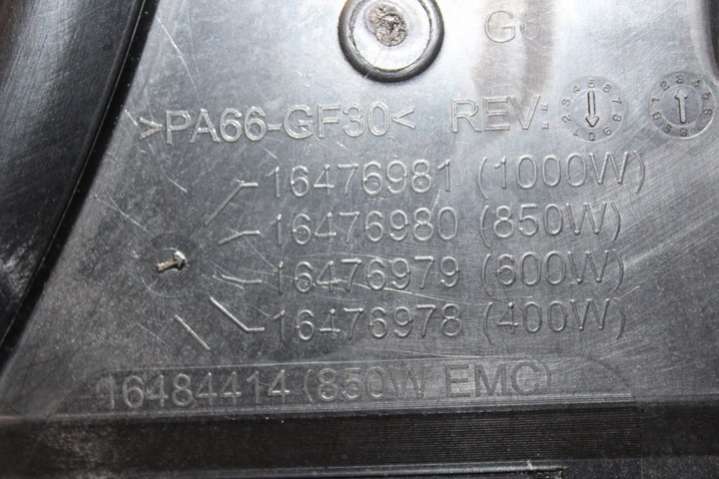 >PA66-GF30< REV:
16476981 (1000W)
16476980 (850W)
16476979 (600W)
16476978 (400W)
16484414 (850W EMC)